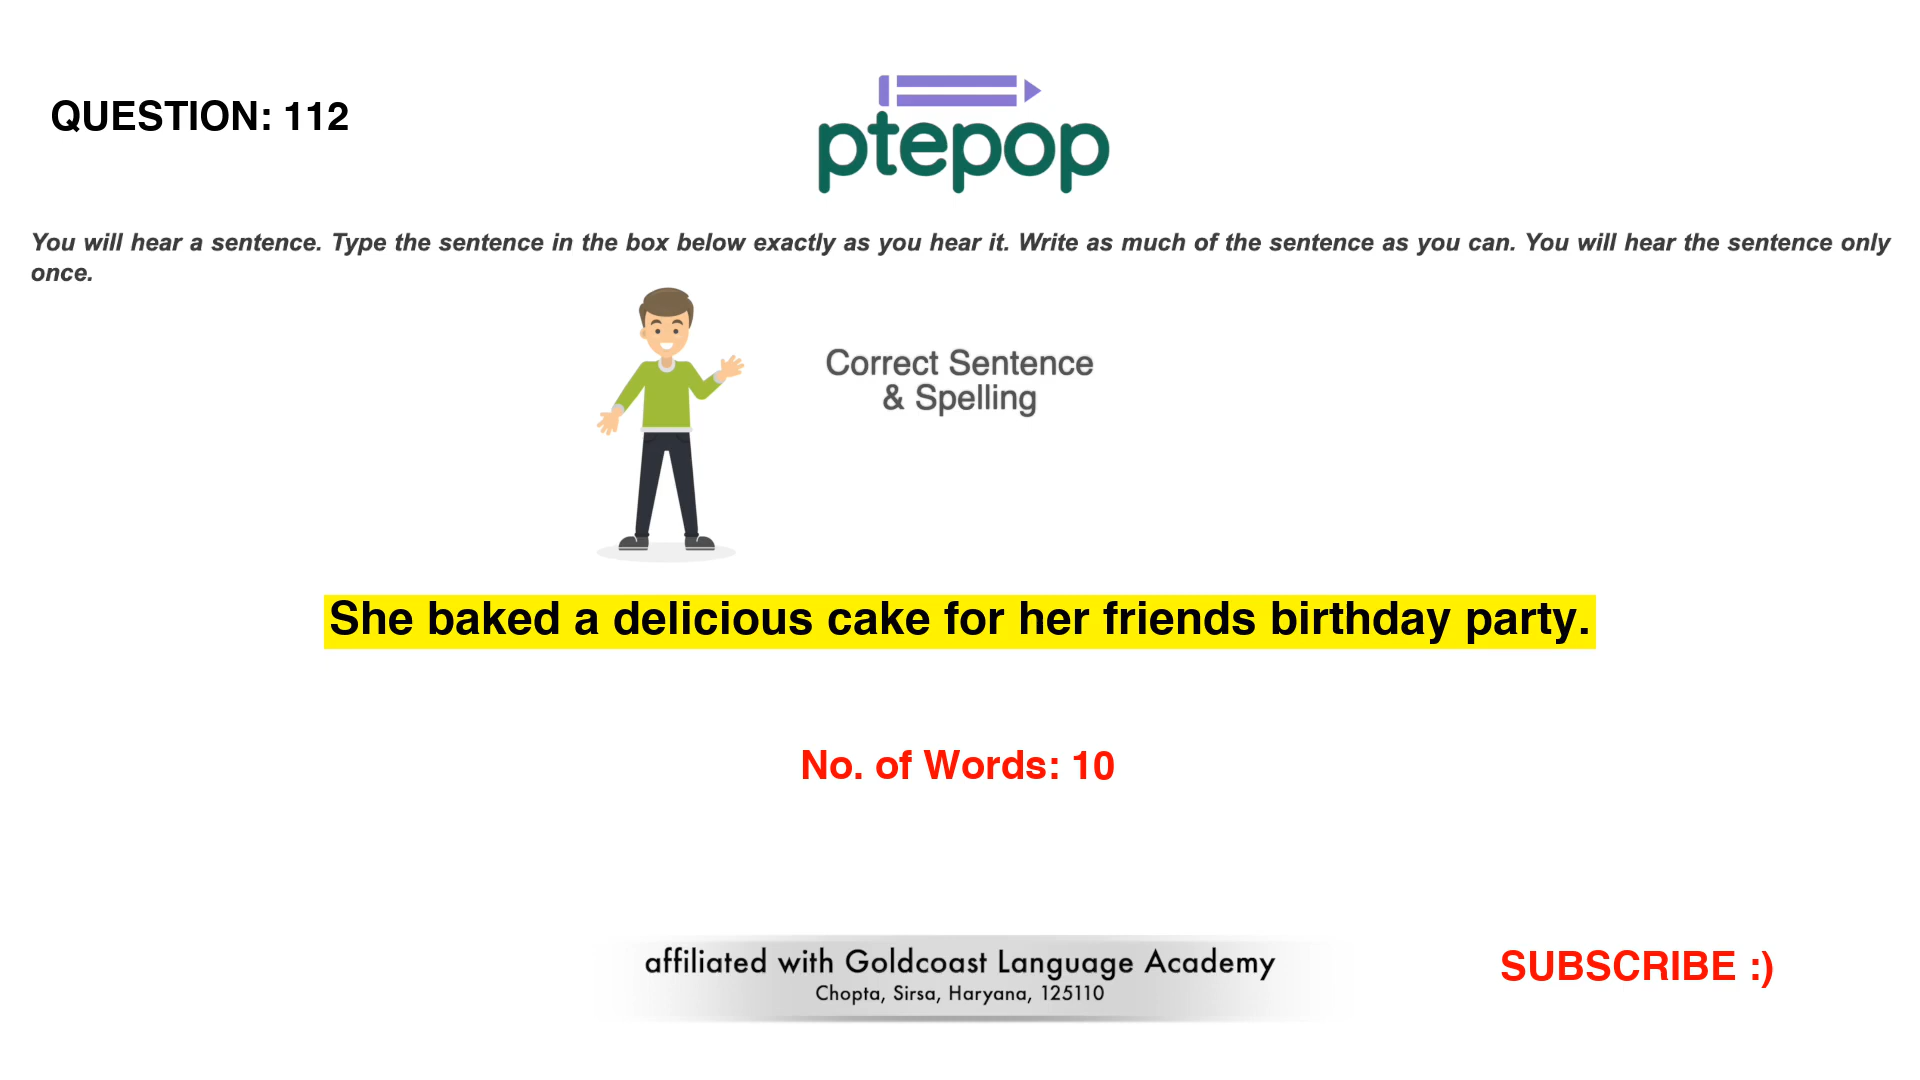 QUESTION: 112
ptepop
You will hear a sentence. Type the sentence in the box below exactly as you hear it. Write as much of the sentence as you can. You will hear the sentence only
once.
Correct Sentence
& Spelling
She baked a delicious cake for her friends birthday party.
No. of Words: 10
affiliated with Goldcoast Language Academy
Chopta, Sirsa, Haryana, 125110
SUBSCRIBE :)